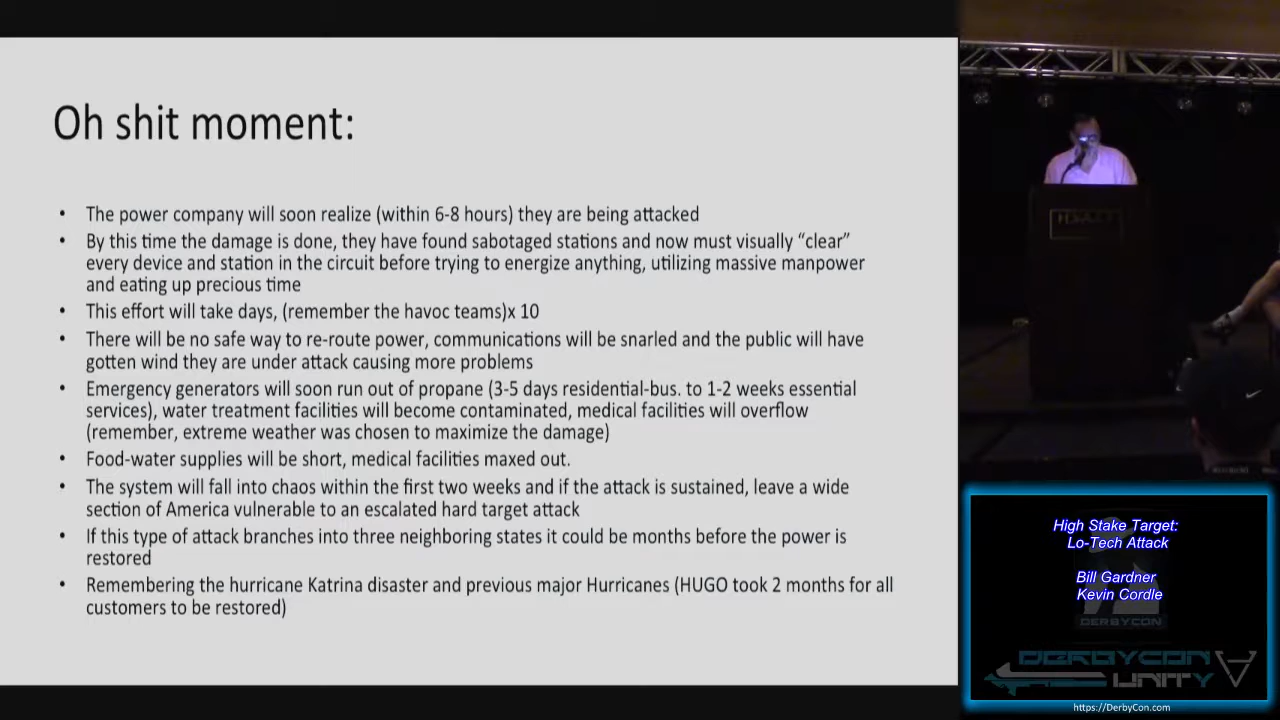 Oh shit moment:
• The power company will soon realize (within 6-8 hours) they are being attacked
• By this time the damage is done, they have found sabotaged stations and now must visually “clear”
every device and station in the circuit before trying to energize anything, utilizing massive manpower
and eating up precious time
• This effort will take days, (remember the havoc teams)x 10
• There will be no safe way to re-route power, communications will be snarled and the public will have
gotten wind they are under attack causing more problems
• Emergency generators will soon run out of propane (3-5 days residential-bus. to 1-2 weeks essential
services), water treatment facilities will become contaminated, medical facilities will overflow
(remember, extreme weather was chosen to maximize the damage)
• Food-water supplies will be short, medical facilities maxed out.
• The system will fall into chaos within the first two weeks and if the attack is sustained, leave a wide
section of America vulnerable to an escalated hard target attack
• If this type of attack branches into three neighboring states it could be months before the power is
restored
• Remembering the hurricane Katrina disaster and previous major Hurricanes (HUGO took 2 months for all
customers to be restored)
High Stake Target:
Lo-Tech Attack
Bill Gardner
Kevin Cordle
DERBYCON
DERBYCON
UNITY
https://DerbyCon.com